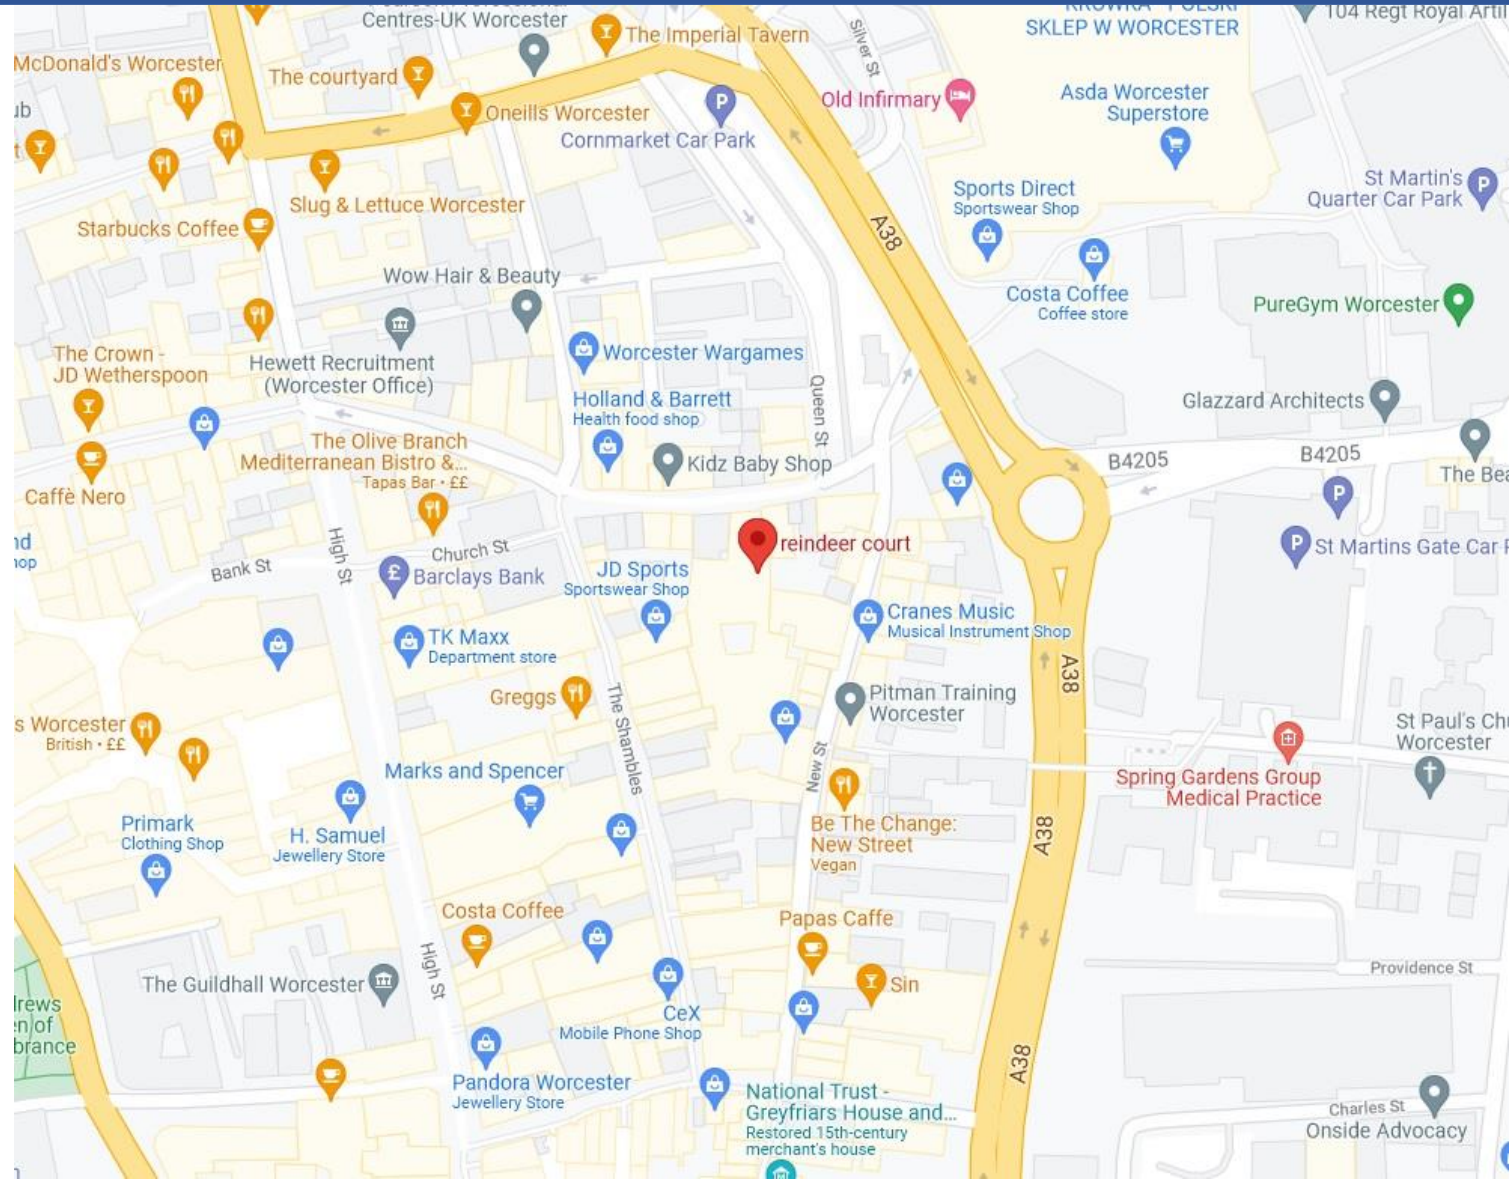 Centres-UK Worcester
The Imperial Tavern
Silver St
SKLEP W WORCESTER
104 Regt Royal Artil
McDonald's Worcester
The courtyard
Oneills Worcester
Cornmarket Car Park
Old Infirmary
Asda Worcester
Superstore
Slug & Lettuce Worcester
Starbucks Coffee
Sports Direct
Sportswear Shop
St Martin's
Quarter Car Park
A38
Wow Hair & Beauty
Costa Coffee
Coffee store
PureGym Worcester
The Crown -
JD Wetherspoon
Hewett Recruitment
(Worcester Office)
Worcester Wargames
Holland & Barrett
Health food shop
Queen St
Glazzard Architects
The Olive Branch
Mediterranean Bistro &...
Tapas Bar • ££
Kidz Baby Shop
B4205
B4205
The Bea
Caffè Nero
High St
Church St
Bank St
Barclays Bank
JD Sports
Sportswear Shop
reindeer court
St Martins Gate Car P
TK Maxx
Department store
Cranes Music
Musical Instrument Shop
A38
Greggs
The Shambles
Pitman Training
Worcester
s Worcester
British • ££
St Paul's Chu
Worcester
Marks and Spencer
New St
Spring Gardens Group
Medical Practice
Primark
Clothing Shop
H. Samuel
Jewellery Store
Be The Change:
New Street
Vegan
A38
Costa Coffee
Papas Caffe
High St
The Guildhall Worcester
Sin
Providence St
CeX
Mobile Phone Shop
drews
en of
brance
A38
Pandora Worcester
Jewellery Store
National Trust -
Greyfriars House and...
Restored 15th-century
merchant's house
Charles St
Onside Advocacy